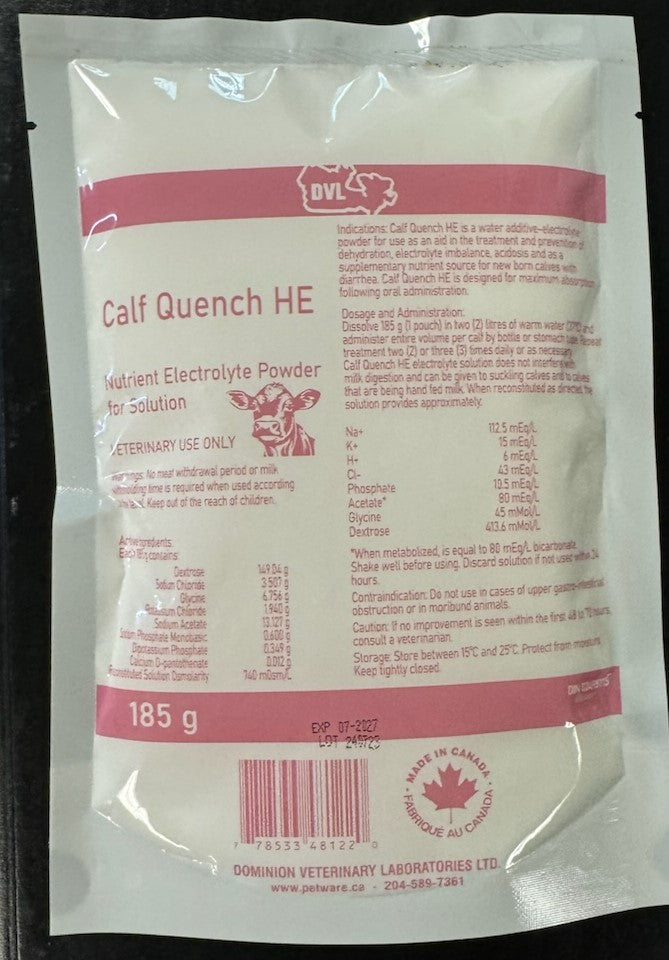 DVL
Calf Quench HE
Nutrient Electrolyte Powder
for Solution
VETERINARY USE ONLY
Warnings: No meat withdrawal period or milk
withholding time is required when used according
to label. Keep out of the reach of children.
Active Ingredients:
Each 185g contains:
Dextrose 149.04 g
Sodium Chloride 3.507 g
Glycine 6.756 g
Potassium Chloride 1.940 g
Sodium Acetate 13.127 g
Sodium Phosphate Monobasic 0.600 g
Dipotassium Phosphate 0.349 g
Calcium D-pantothenate 0.012 g
Reconstituted Solution Osmolarity 740 mOsm/L
Indications: Calf Quench HE is a water additive-electrolyte
powder for use as an aid in the treatment and prevention of
dehydration, electrolyte imbalance, acidosis and as a
supplementary nutrient source for new born calves with
diarrhea. Calf Quench HE is designed for maximum absorption
following oral administration.
Dosage and Administration:
Dissolve 185 g (1 pouch) in two (2) litres of warm water (37°C) and
administer entire volume per calf by bottle or stomach tube. Repeat
treatment two (2) or three (3) times daily or as necessary.
Calf Quench HE electrolyte solution does not interfere with
milk digestion and can be given to suckling calves and to calves
that are being hand fed milk. When reconstituted as directed, the
solution provides approximately.
Na+ 112.5 mEq/L
K+ 15 mEq/L
H+ 6 mEq/L
Cl- 43 mEq/L
Phosphate 10.5 mEq/L
Acetate* 80 mEq/L
Glycine 45 mMol/L
Dextrose 413.6 mMol/L
*When metabolized, is equal to 80 mEq/L bicarbonate.
Shake well before using. Discard solution if not used within 24
hours.
Contraindication: Do not use in cases of upper gastro-intestinal
obstruction or in moribund animals.
Caution: If no improvement is seen within the first 48 to 72 hours,
consult a veterinarian.
Storage: Store between 15°C and 25°C. Protect from moisture.
Keep tightly closed.
185 g
EXP 07-2027
LOT
7 78533 48122 0
MADE IN CANADA
FABRIQUÉ AU CANADA
DOMINION VETERINARY LABORATORIES LTD.
www.petware.ca - 204-589-7361